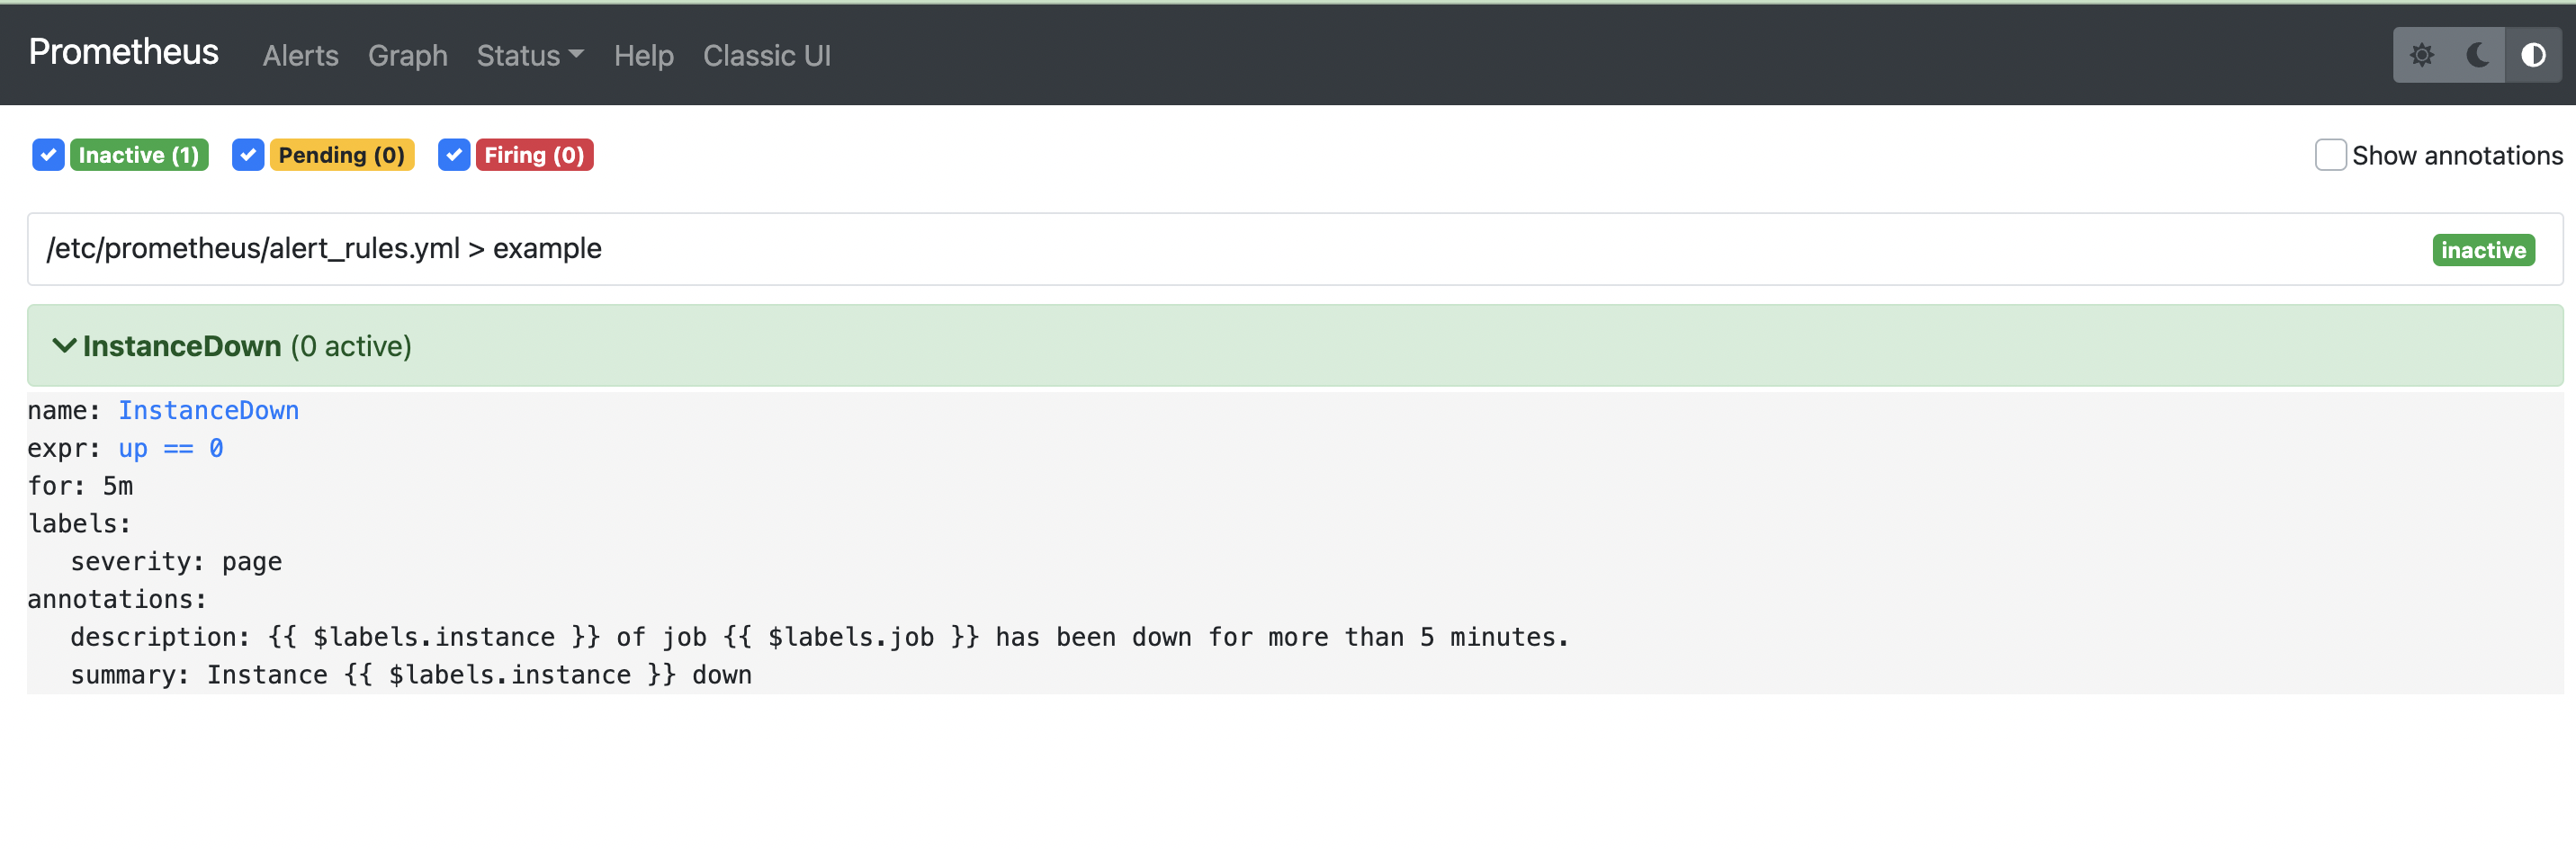 Prometheus Alerts Graph Status Help Classic UI
Inactive (1) Pending (0) Firing (0) Show annotations
/etc/prometheus/alert_rules.yml > example inactive
InstanceDown (0 active)
name: InstanceDown
expr: up == 0
for: 5m
labels:
severity: page
annotations:
description: {{ $labels.instance }} of job {{ $labels.job }} has been down for more than 5 minutes.
summary: Instance {{ $labels.instance }} down